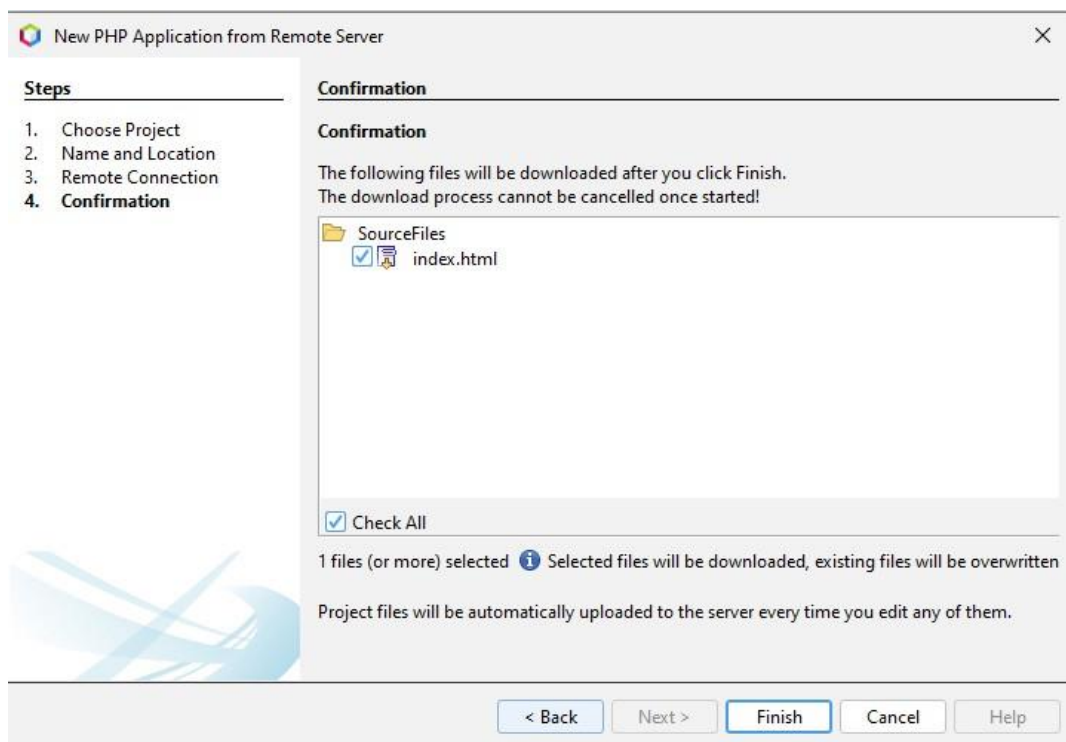 New PHP Application from Remote Server
Steps
1. Choose Project
2. Name and Location
3. Remote Connection
4. Confirmation
Confirmation
Confirmation
The following files will be downloaded after you click Finish.
The download process cannot be cancelled once started!
SourceFiles
index.html
Check All
1 files (or more) selected Selected files will be downloaded, existing files will be overwritten
Project files will be automatically uploaded to the server every time you edit any of them.
< Back Next > Finish Cancel Help